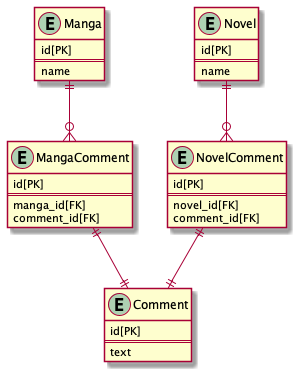 E Manga
id[PK]
name
E Novel
id[PK]
name
E MangaComment
id[PK]
manga_id[FK]
comment_id[FK]
E NovelComment
id[PK]
novel_id[FK]
comment_id[FK]
E Comment
id[PK]
text